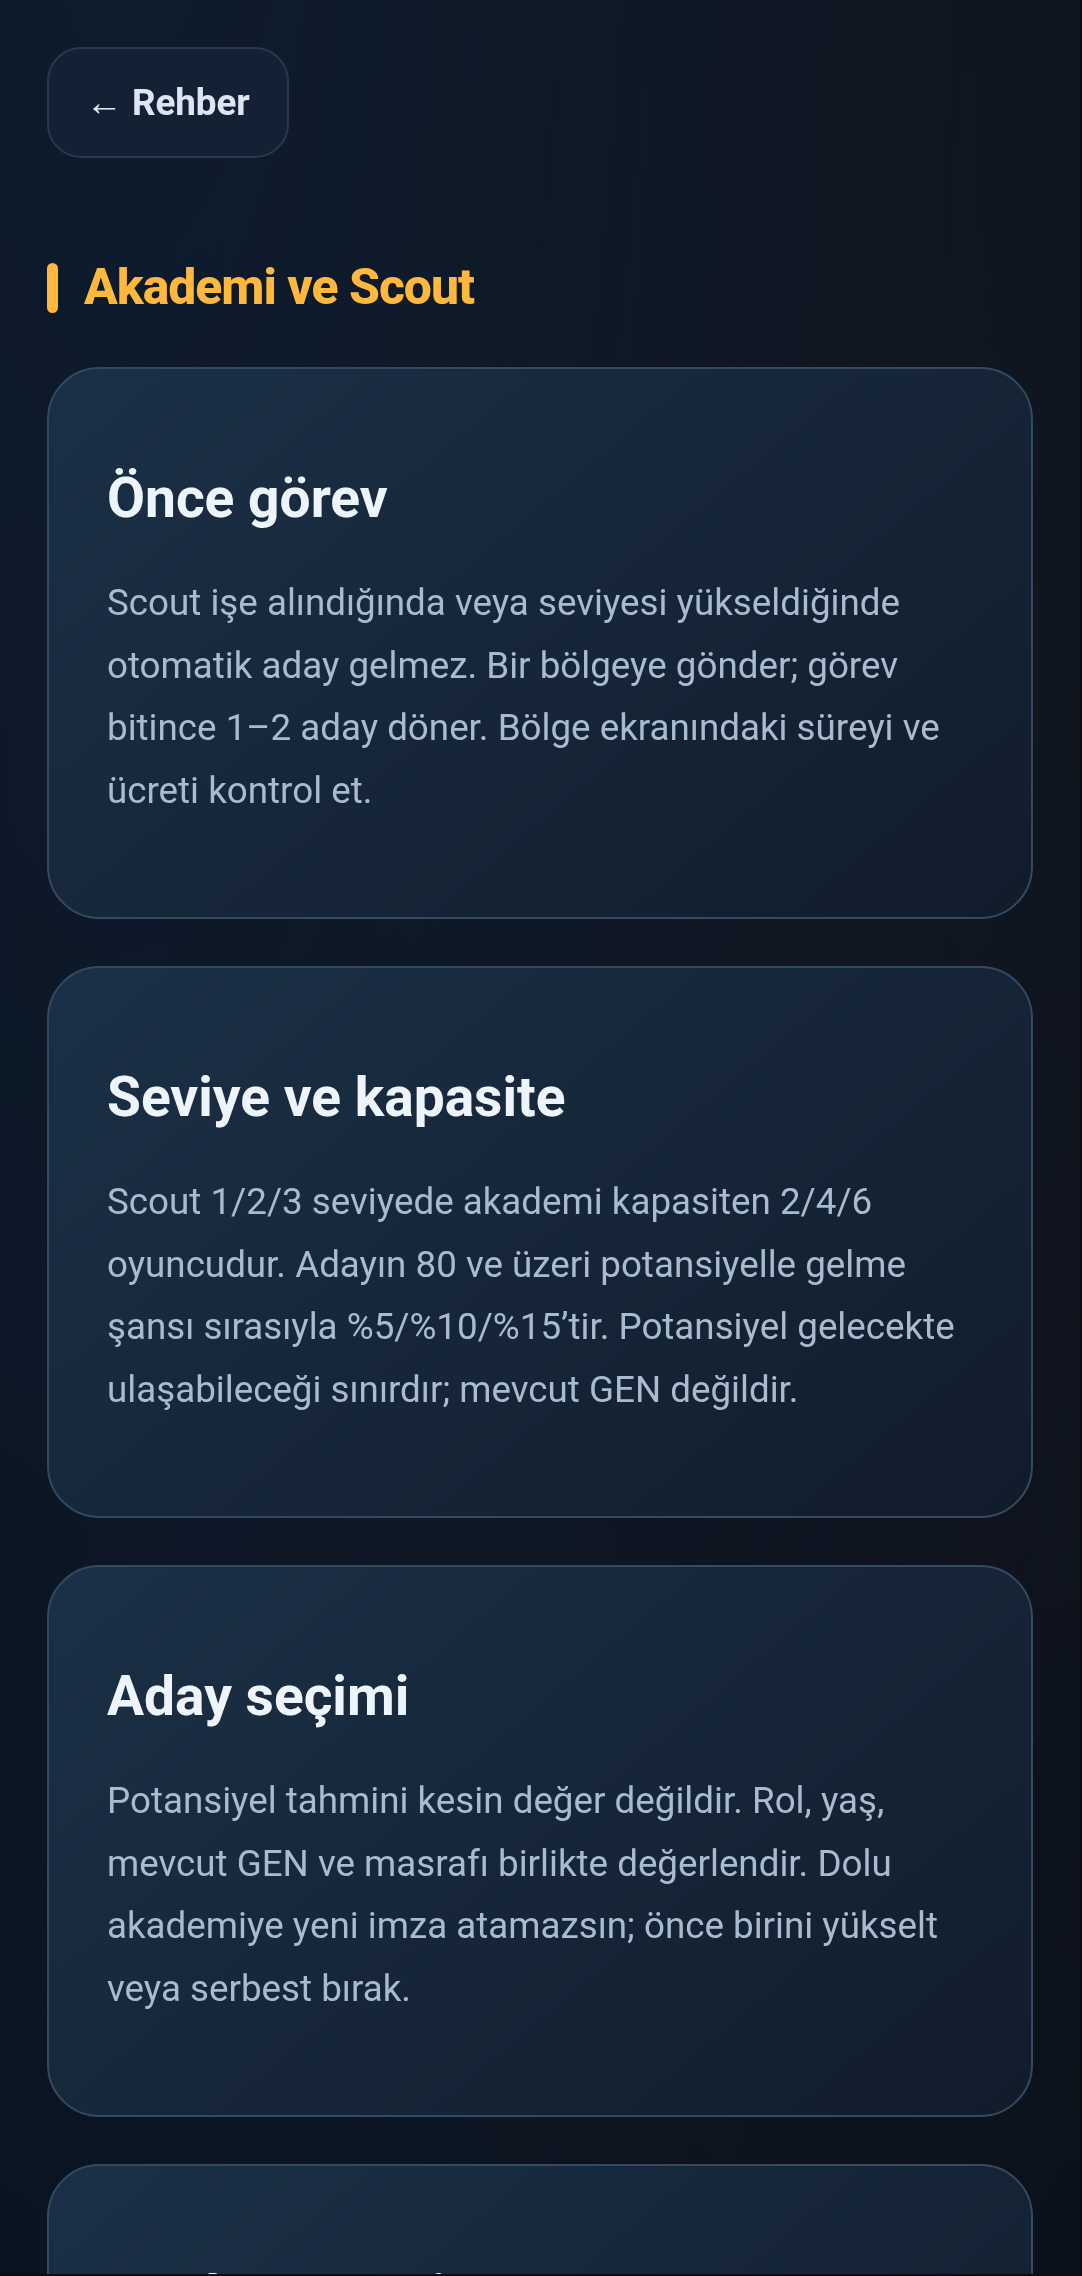 ← Rehber
Akademi ve Scout
Önce görev
Scout işe alındığında veya seviyesi yükseldiğinde
otomatik aday gelmez. Bir bölgeye gönder; görev
bitince 1–2 aday döner. Bölge ekranındaki süreyi ve
ücreti kontrol et.
Seviye ve kapasite
Scout 1/2/3 seviyede akademi kapasiten 2/4/6
oyuncudur. Adayın 80 ve üzeri potansiyelle gelme
şansı sırasıyla %5/%10/%15’tir. Potansiyel gelecekte
ulaşabileceği sınırdır; mevcut GEN değildir.
Aday seçimi
Potansiyel tahmini kesin değer değildir. Rol, yaş,
mevcut GEN ve masrafı birlikte değerlendir. Dolu
akademiye yeni imza atamazsın; önce birini yükselt
veya serbest bırak.